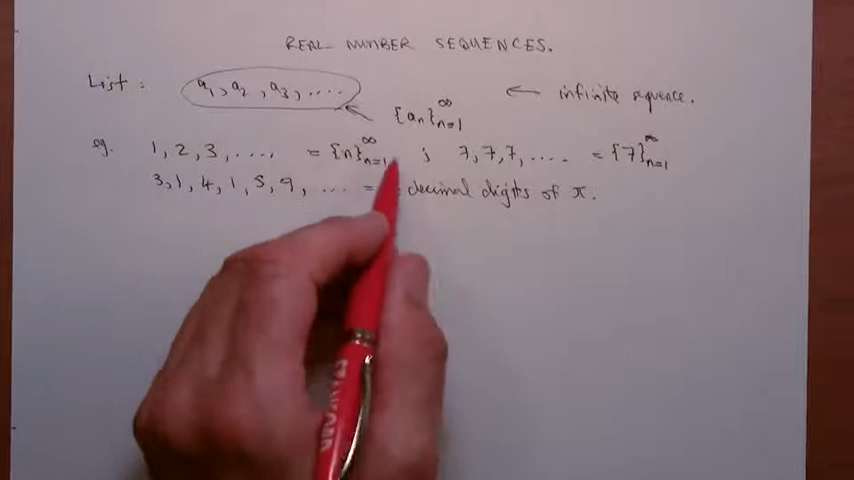 REAL NUMBER SEQUENCES.
List : a₁, a₂, a₃, .... {aₙ}ₙ₌₁^∞ ← infinite sequence.
eg. 1, 2, 3, .... = {n}ₙ₌₁^∞ ; 7, 7, 7, .... = {7}ₙ₌₁^∞
3, 1, 4, 1, 5, 9, .... = decimal digits of π.
STANFORD